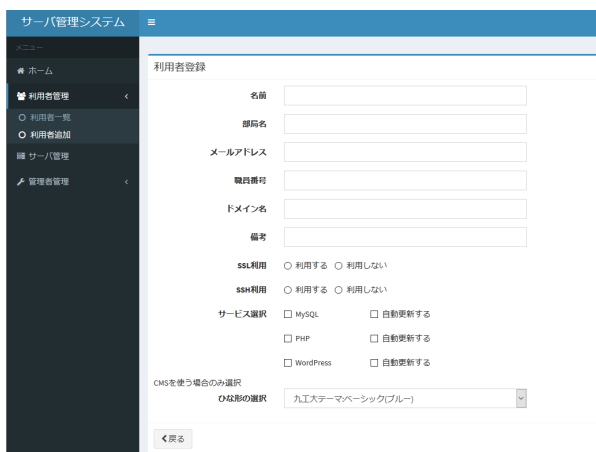 サーバ管理システム
メニュー
ホーム
利用者管理
利用者一覧
利用者追加
サーバ管理
管理者管理
利用者登録
名前
部局名
メールアドレス
職員番号
ドメイン名
備考
SSL利用 利用する 利用しない
SSH利用 利用する 利用しない
サービス選択 MySQL 自動更新する
PHP 自動更新する
WordPress 自動更新する
CMSを使う場合のみ選択
ひな形の選択 九工大テーマベーシック(ブルー)
戻る